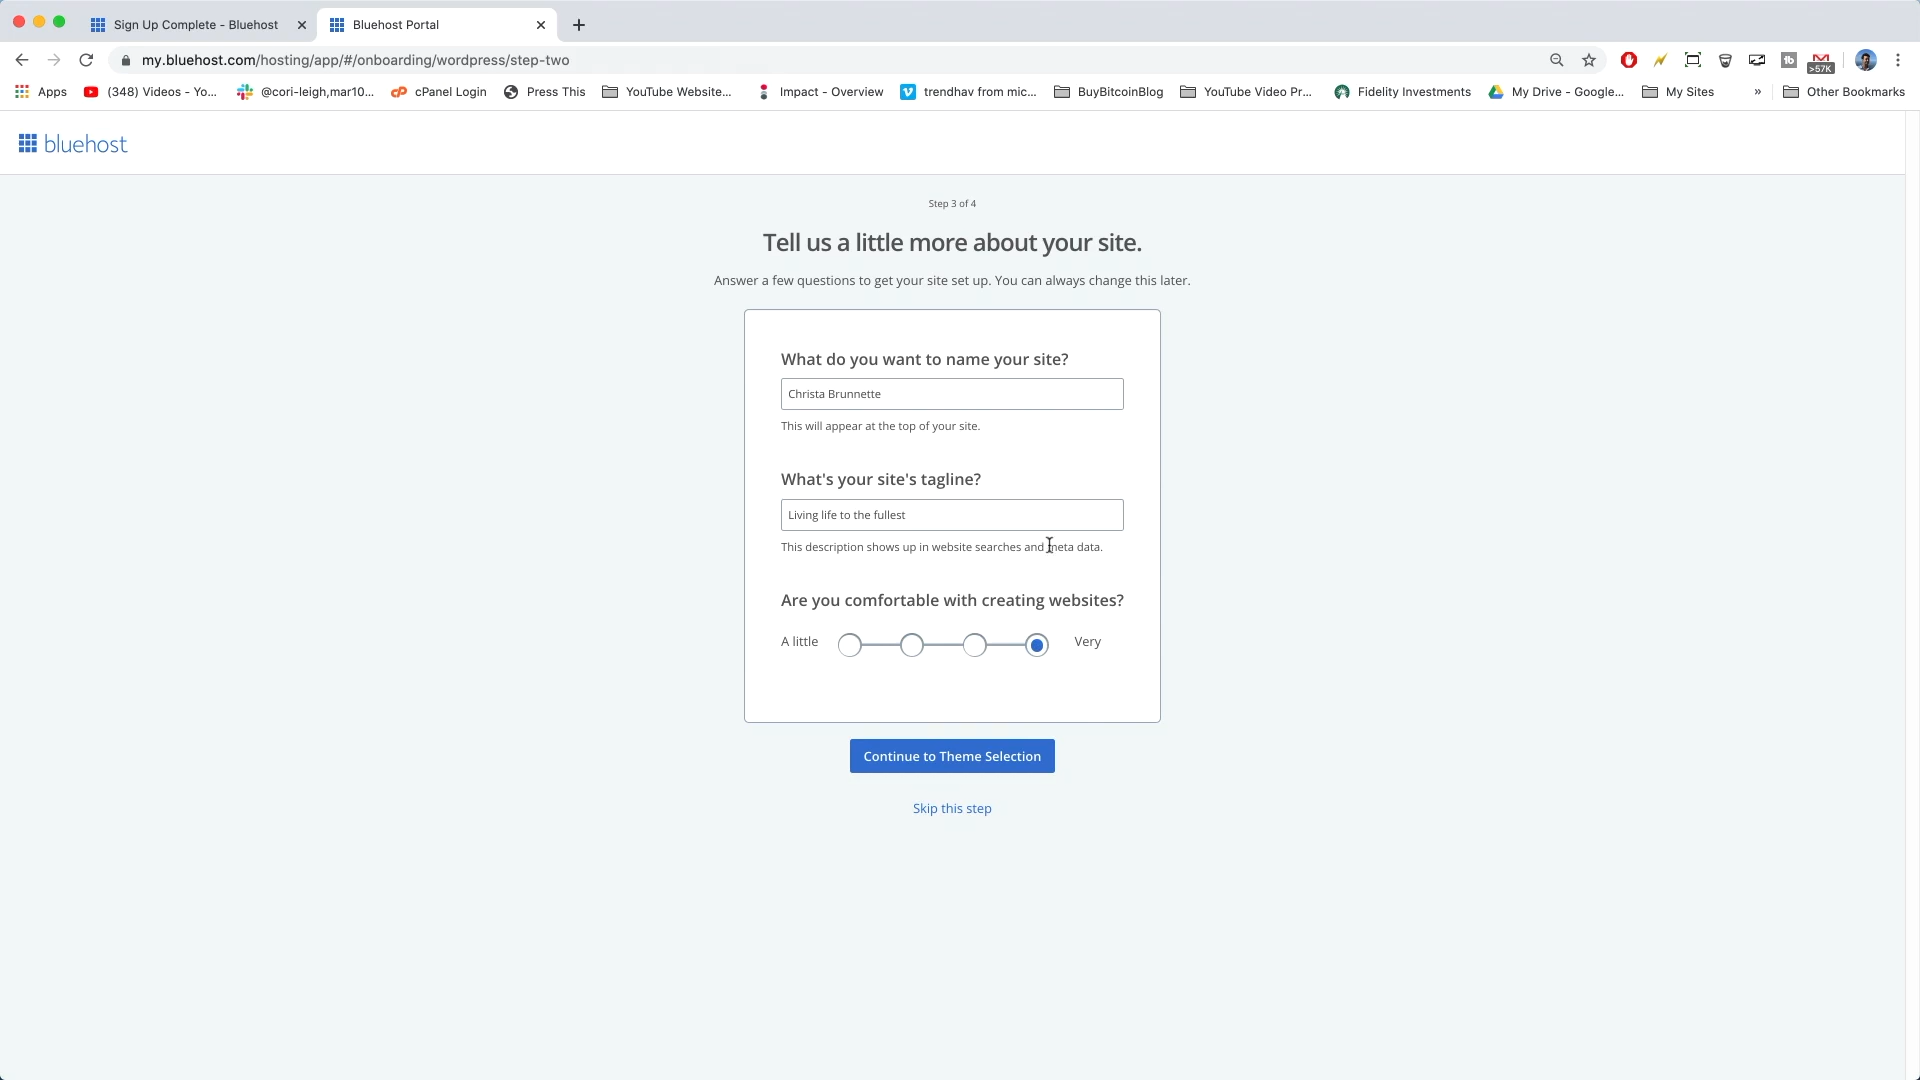 Sign Up Complete - Bluehost
Bluehost Portal
my.bluehost.com/hosting/app/#/onboarding/wordpress/step-two
>57K
Apps
(348) Videos - Yo...
@cori-leigh,mar10...
cPanel Login
Press This
YouTube Website...
Impact - Overview
trendhav from mic...
BuyBitcoinBlog
YouTube Video Pr...
Fidelity Investments
My Drive - Google...
My Sites
»
Other Bookmarks
bluehost
Step 3 of 4
Tell us a little more about your site.
Answer a few questions to get your site set up. You can always change this later.
What do you want to name your site?
Christa Brunnette
This will appear at the top of your site.
What's your site's tagline?
Living life to the fullest
This description shows up in website searches and meta data.
Are you comfortable with creating websites?
A little
Very
Continue to Theme Selection
Skip this step